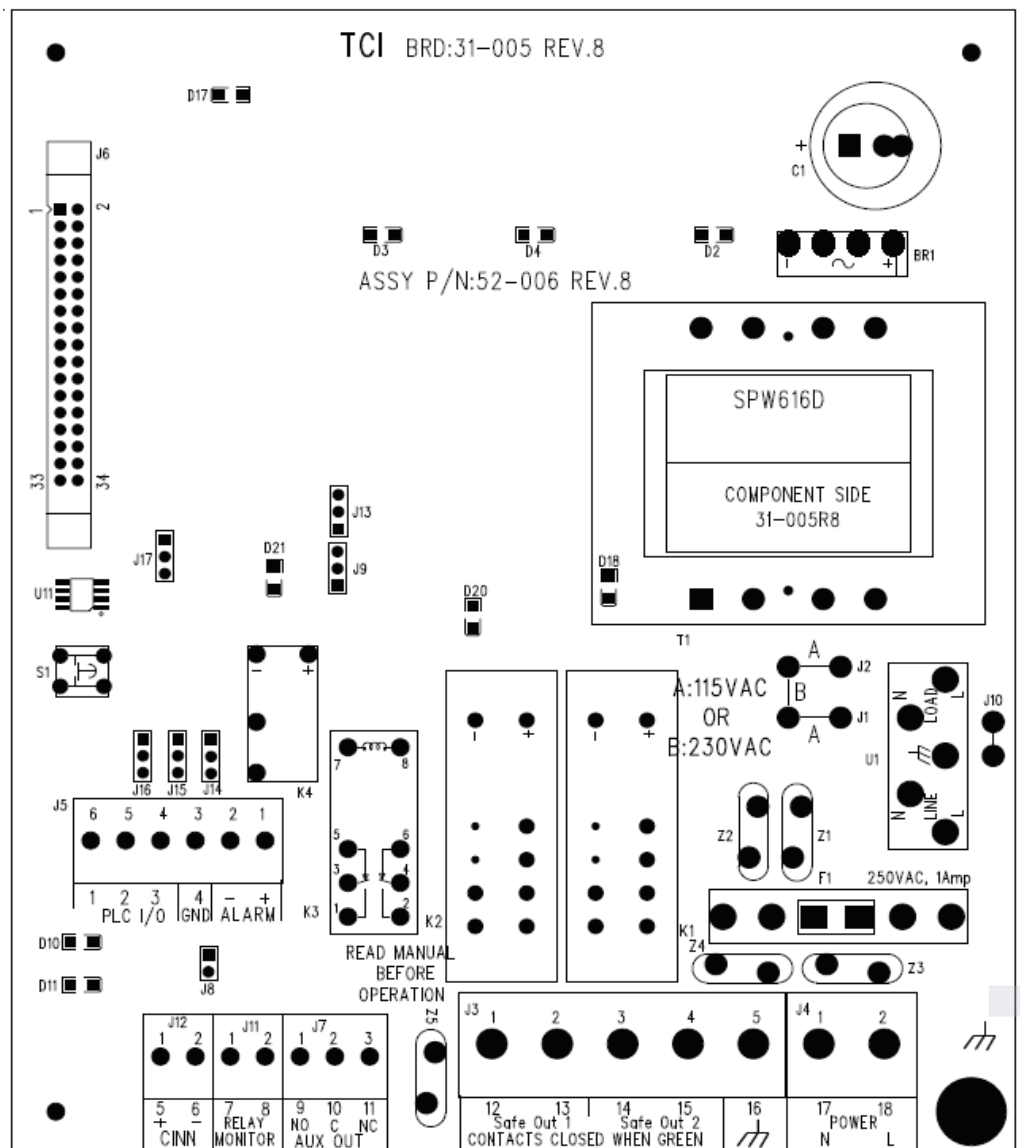 TCI BRD:31-005 REV.8
D17
J6
1 2
+
C1
D3 D4 D2
- ~ +
BR1
ASSY P/N:52-006 REV.8
SPW616D
COMPONENT SIDE
31-005R8
33 34
J13
J17
D21
J9
D18
U11
D20
T1
S1
- +
A
J2
A:115VAC
B
OR
J1
B:230VAC
A
N LOAD L
J10
U1
N LINE L
- +
- +
7 8
J16 J15 J14
K4
J5
6 5 4 3 2 1
5 6
3 4
1 2
Z2 Z1
F1 250VAC, 1Amp
1 2 3 4 - +
PLC I/O GND ALARM
K3 K2 K1
D10
READ MANUAL
BEFORE
OPERATION
Z4 Z3
D11
J8
Z5
J12 J11 J7
1 2 1 2 1 2 3
J3 1 2 3 4 5
J4 1 2
5 6 7 8 9 10 11
+ - RELAY NO C NC
CINN MONITOR AUX OUT
12 13 14 15 16 17 18
Safe Out 1 Safe Out 2 POWER
CONTACTS CLOSED WHEN GREEN N L